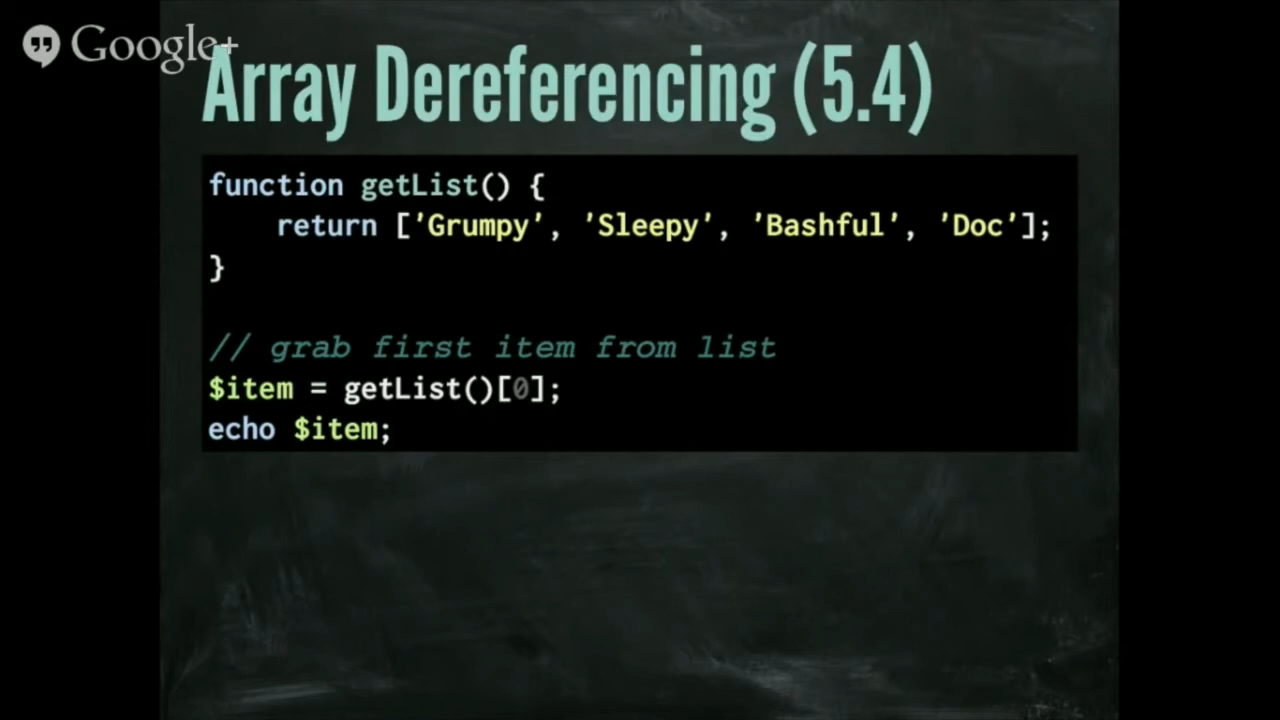 Google+
Array Dereferencing (5.4)
function getList() {
    return ['Grumpy', 'Sleepy', 'Bashful', 'Doc'];
}
// grab first item from list
$item = getList()[0];
echo $item;